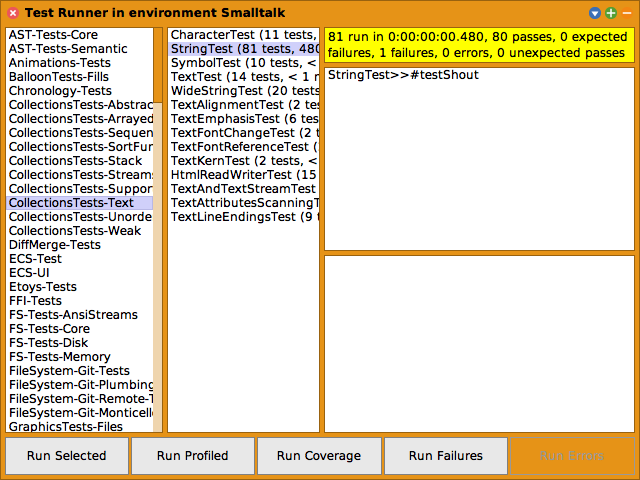 Test Runner in environment Smalltalk
AST-Tests-Core
AST-Tests-Semantic
Animations-Tests
BalloonTests-Fills
Chronology-Tests
CollectionsTests-Abstrac
CollectionsTests-Arrayed
CollectionsTests-Sequen
CollectionsTests-SortFun
CollectionsTests-Stack
CollectionsTests-Streams
CollectionsTests-Suppor
CollectionsTests-Text
CollectionsTests-Unorde
CollectionsTests-Weak
DiffMerge-Tests
ECS-Test
ECS-UI
Etoys-Tests
FFI-Tests
FS-Tests-AnsiStreams
FS-Tests-Core
FS-Tests-Disk
FS-Tests-Memory
FileSystem-Git-Tests
FileSystem-Git-Plumbing
FileSystem-Git-Remote-T
FileSystem-Git-Monticell
GraphicsTests-Files
CharacterTest (11 tests,
StringTest (81 tests, 480
SymbolTest (10 tests, <
TextTest (14 tests, < 1 m
WideStringTest (20 tests
TextAlignmentTest (2 te
TextEmphasisTest (6 tes
TextFontChangeTest (2 t
TextFontReferenceTest (
TextKernTest (2 tests, <
HtmlReadWriterTest (15
TextAndTextStreamTest
TextAttributesScanningT
TextLineEndingsTest (9 t
81 run in 0:00:00:00.480, 80 passes, 0 expected
failures, 1 failures, 0 errors, 0 unexpected passes
StringTest>>#testShout
Run Selected
Run Profiled
Run Coverage
Run Failures
Run Errors